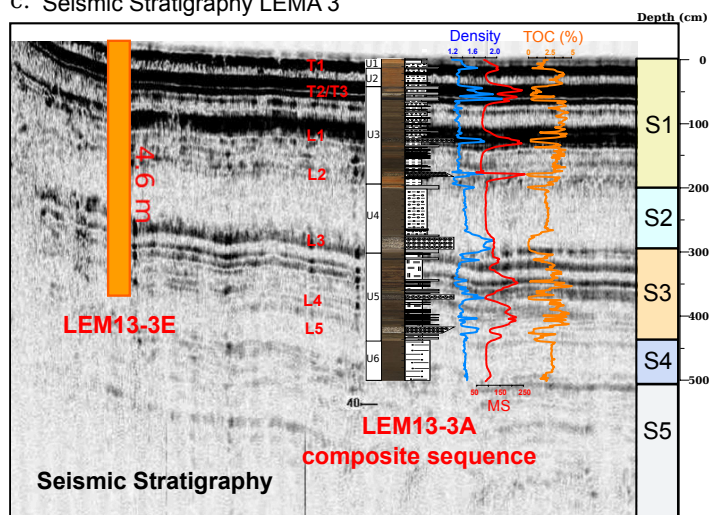 c. Seismic Stratigraphy LEMA 3
Depth (cm)
Density
TOC (%)
1.2 1.6 2.0
0 2.5 5
T1
T2/T3
L1
L2
L3
L4
L5
4.6 m
LEM13-3E
U1
U2
U3
U4
U5
U6
0
100
200
300
400
500
S1
S2
S3
S4
S5
50 150 250
MS
40
LEM13-3A
composite sequence
Seismic Stratigraphy